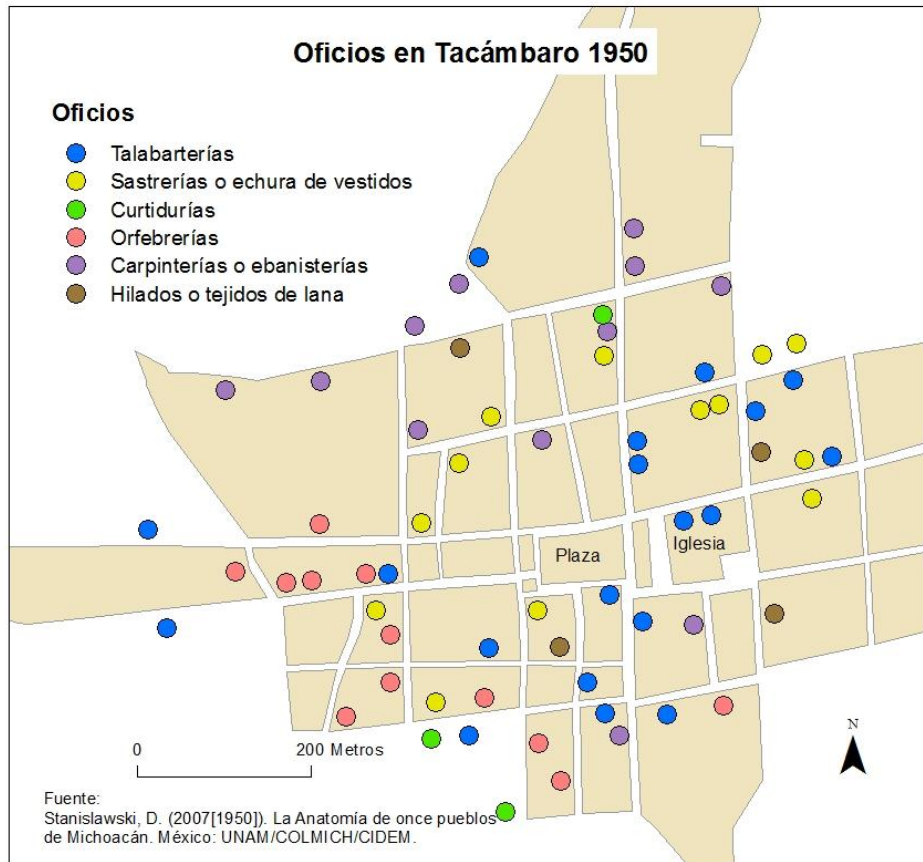 Oficios en Tacámbaro 1950
Oficios
Talabarterías
Sastrerías o echura de vestidos
Curtidurías
Orfebrerías
Carpinterías o ebanisterías
Hilados o tejidos de lana
Plaza
Iglesia
0 200 Metros
N
Fuente:
Stanislawski, D. (2007[1950]). La Anatomía de once pueblos
de Michoacán. México: UNAM/COLMICH/CIDEM.